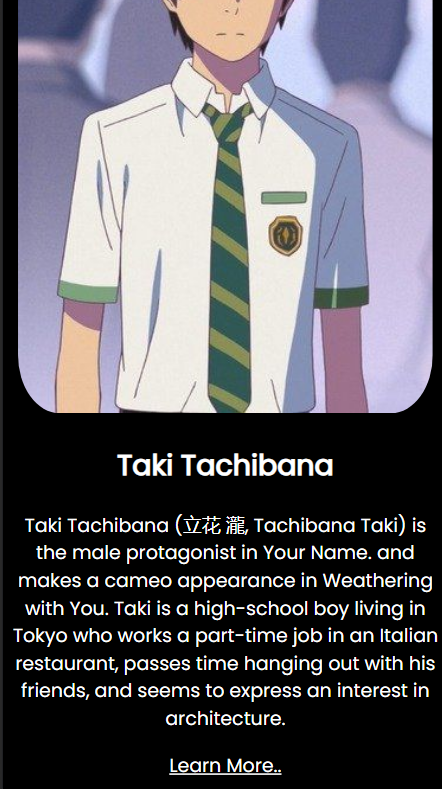 Taki Tachibana
Taki Tachibana (立花 瀧, Tachibana Taki) is
the male protagonist in Your Name. and
makes a cameo appearance in Weathering
with You. Taki is a high-school boy living in
Tokyo who works a part-time job in an Italian
restaurant, passes time hanging out with his
friends, and seems to express an interest in
architecture.
Learn More..